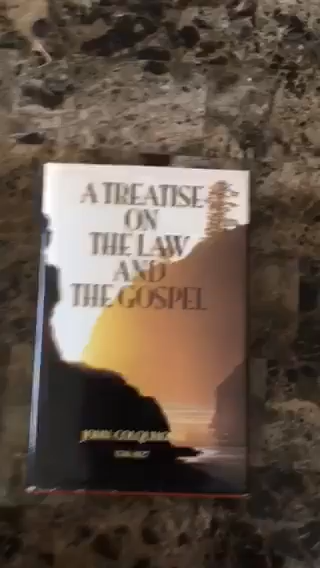 A TREATISE
ON
THE LAW
AND
THE GOSPEL
JOHN COLQUHOUN